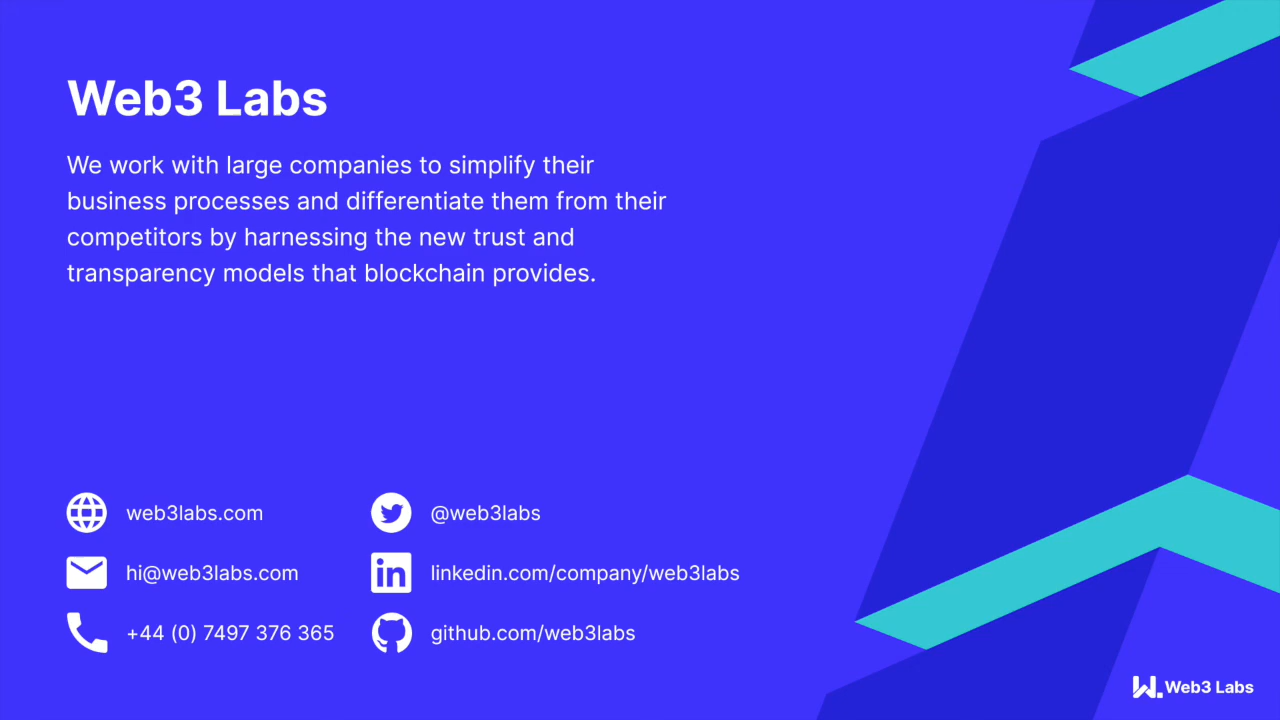 Web3 Labs
We work with large companies to simplify their
business processes and differentiate them from their
competitors by harnessing the new trust and
transparency models that blockchain provides.
web3labs.com
@web3labs
hi@web3labs.com
linkedin.com/company/web3labs
+44 (0) 7497 376 365
github.com/web3labs
Web3 Labs